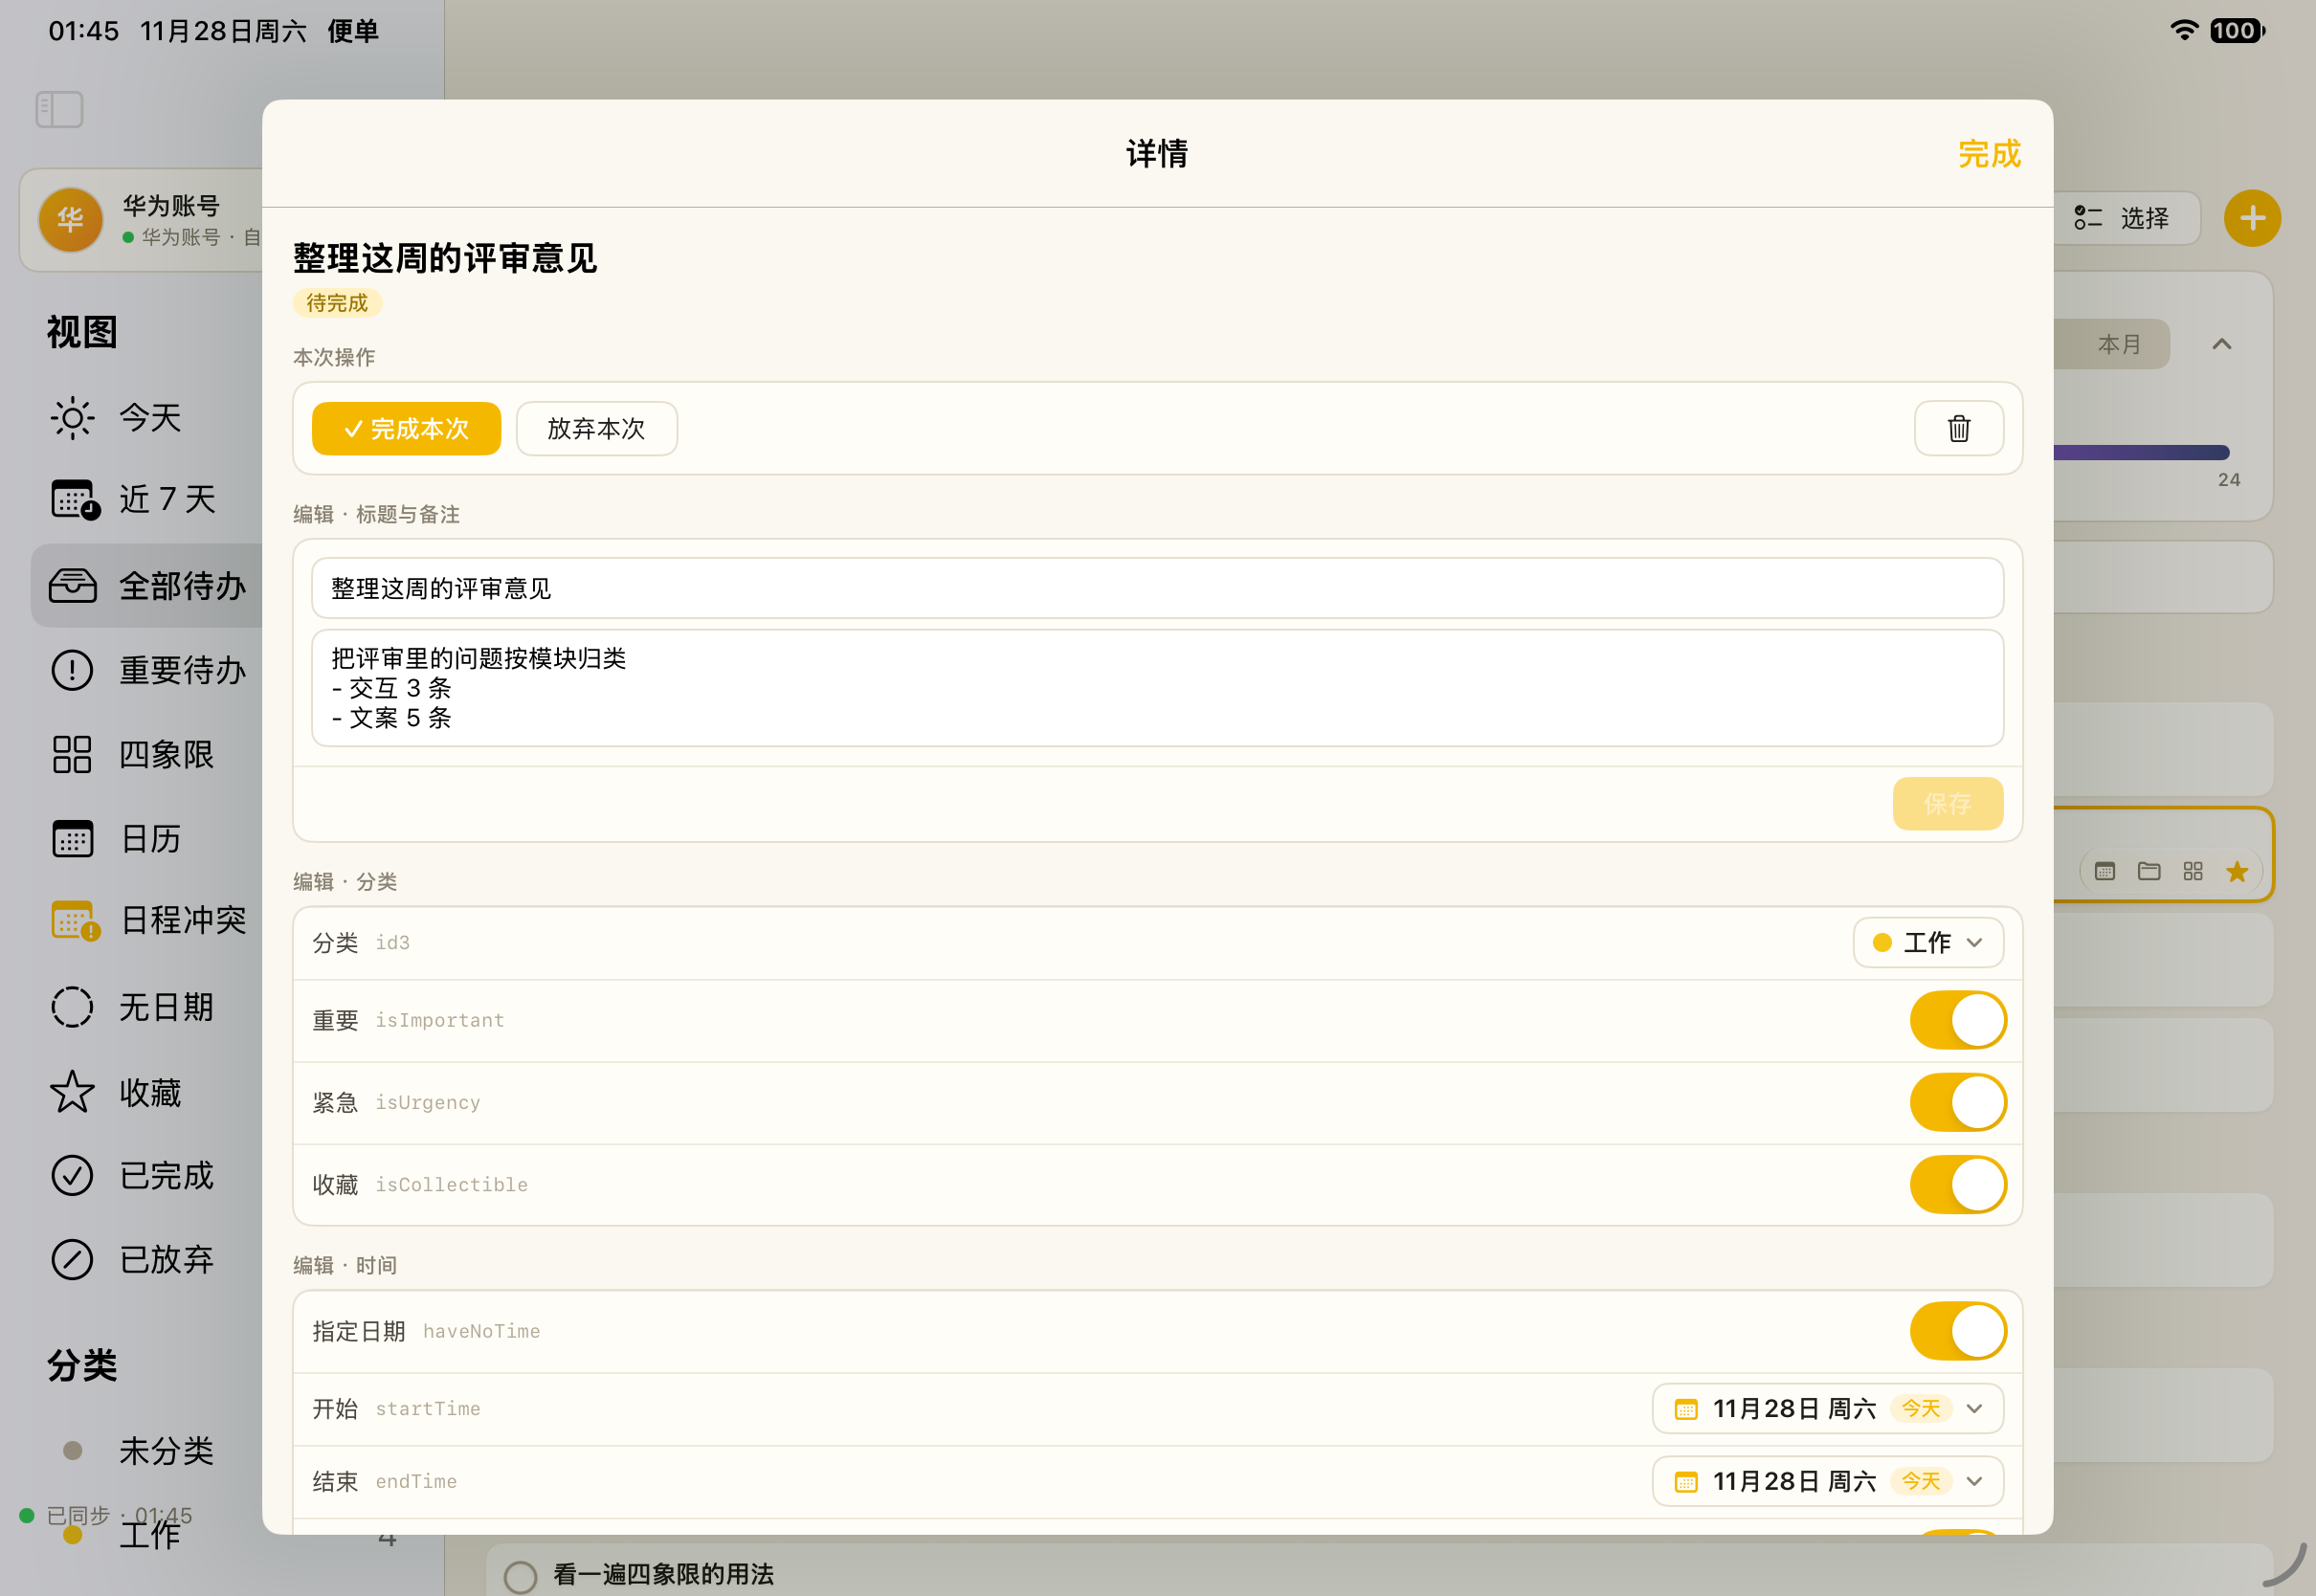 01:45 11月28日周六 便单
100
华
华为账号
华为账号 · 自
视图
今天
近 7 天
全部待办
重要待办
四象限
日历
日程冲突
无日期
收藏
已完成
已放弃
分类
未分类
已同步 · 01:45
工作
4
详情
完成
整理这周的评审意见
待完成
本次操作
完成本次
放弃本次
编辑 · 标题与备注
整理这周的评审意见
把评审里的问题按模块归类
- 交互 3 条
- 文案 5 条
保存
编辑 · 分类
分类 id3
工作
重要 isImportant
紧急 isUrgency
收藏 isCollectible
编辑 · 时间
指定日期 haveNoTime
开始 startTime
11月28日 周六 今天
结束 endTime
11月28日 周六 今天
选择
本月
24
看一遍四象限的用法